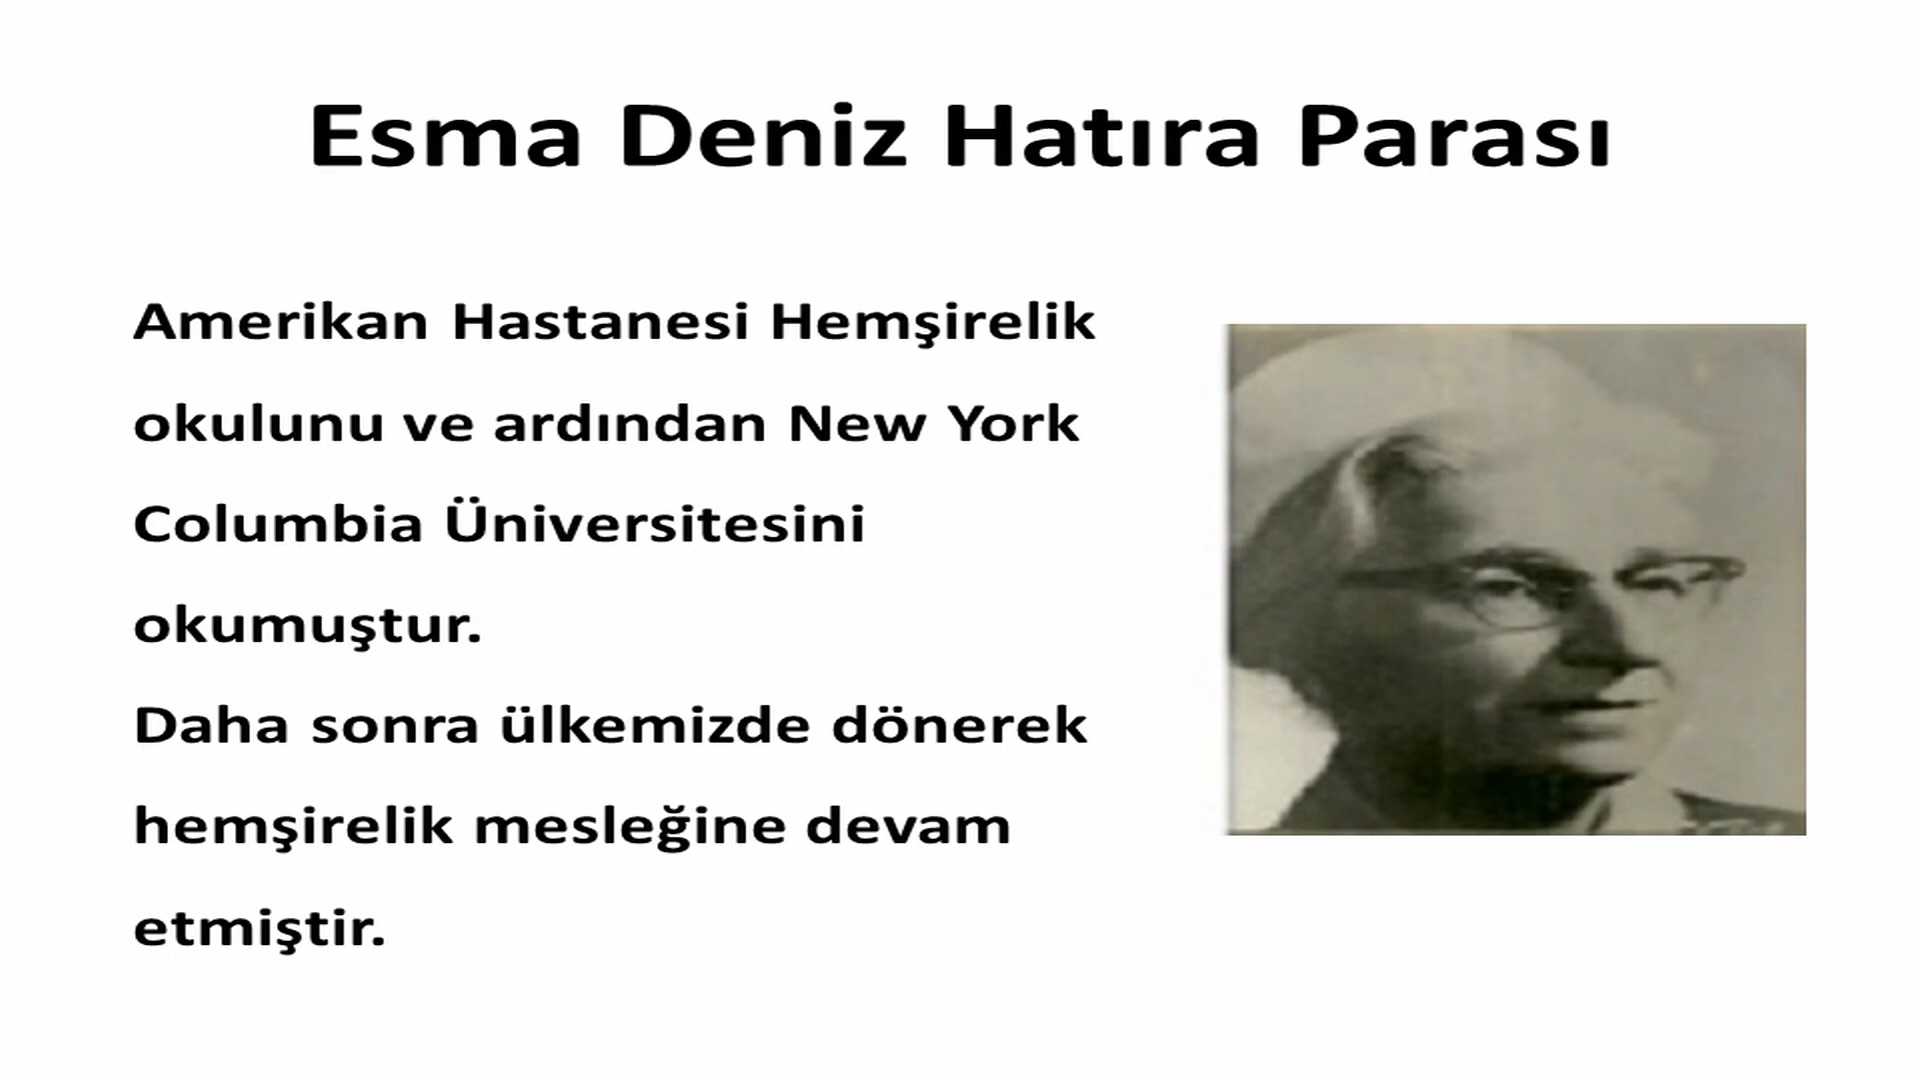 Esma Deniz Hatıra Parası
Amerikan Hastanesi Hemşirelik
okulunu ve ardından New York
Columbia Üniversitesini
okumuştur.
Daha sonra ülkemizde dönerek
hemşirelik mesleğine devam
etmiştir.